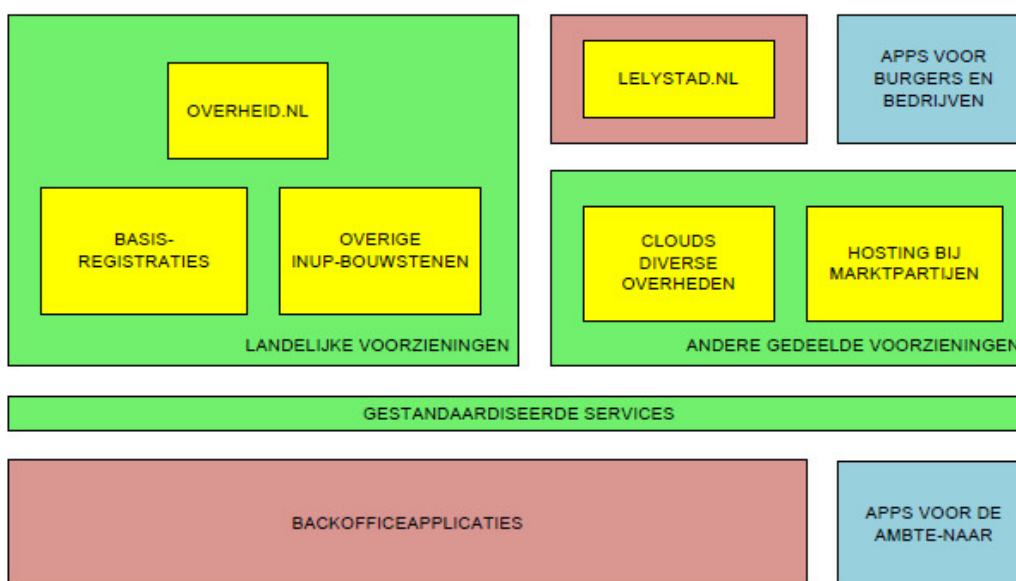 OVERHEID.NL
BASIS-
REGISTRATIES
OVERIGE
INUP-BOUWSTENEN
LANDELIJKE VOORZIENINGEN
LELYSTAD.NL
APPS VOOR
BURGERS EN
BEDRIJVEN
CLOUDS
DIVERSE
OVERHEDEN
HOSTING BIJ
MARKTPARTIJEN
ANDERE GEDEELDE VOORZIENINGEN
GESTANDAARDISEERDE SERVICES
BACKOFFICEAPPLICATIES
APPS VOOR DE
AMBTE-NAAR